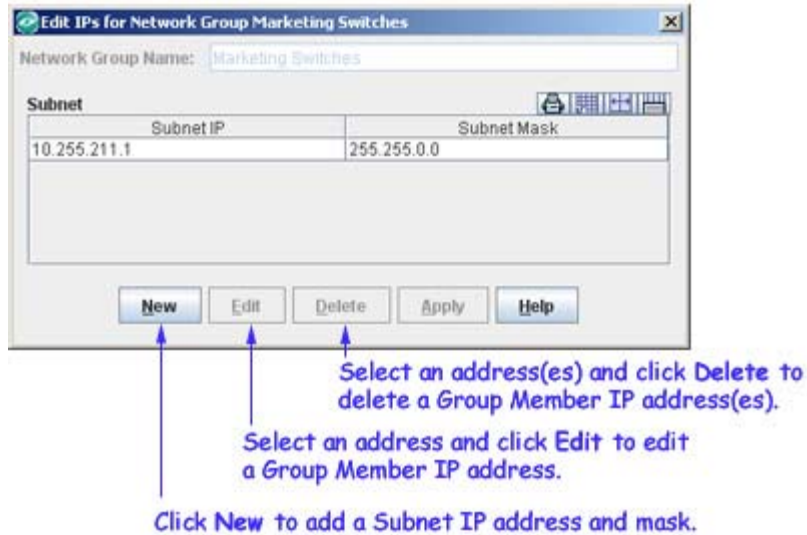 Edit IPs for Network Group Marketing Switches
Network Group Name: Marketing Switches
Subnet
Subnet IP Subnet Mask
10.255.211.1 255.255.0.0
New Edit Delete Apply Help
Select an address(es) and click Delete to
delete a Group Member IP address(es).
Select an address and click Edit to edit
a Group Member IP address.
Click New to add a Subnet IP address and mask.